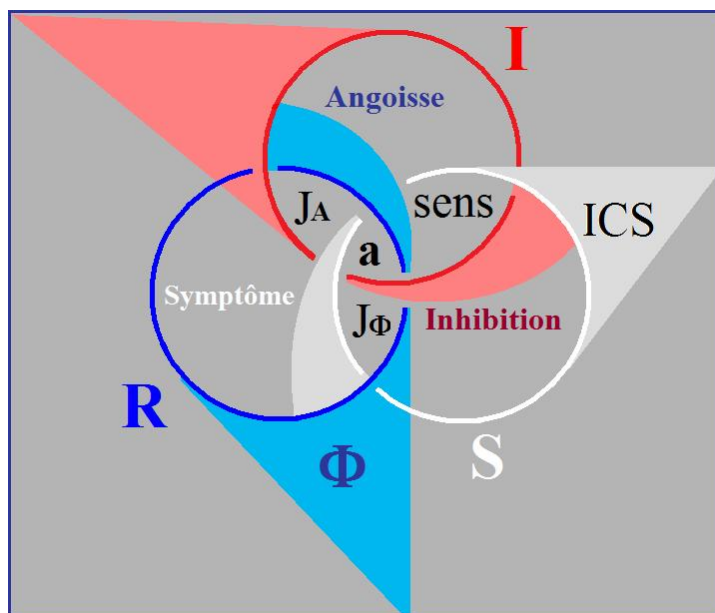 I
Angoisse
JA
sens
ICS
a
Symptôme
JΦ
Inhibition
R
S
Φ